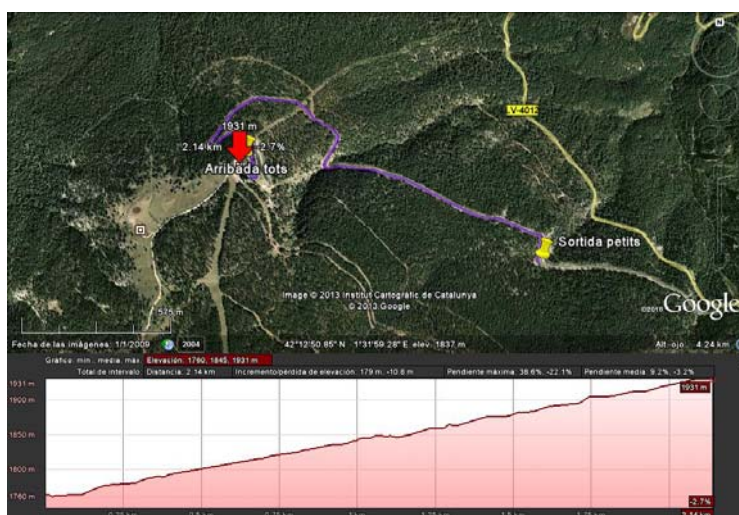 N
LV-4012
1931 m
2.14 km
-2.7%
Arribada tots
Sortida petits
Image © 2013 Institut Cartogràfic de Catalunya
© 2013 Google
575 m
©2010 Google
Fecha de las imágenes: 1/1/2009
2004
42°12'50.85" N
1°31'59.28" E
elev. 1837 m
Alt. ojo
4.24 km
Gráfico: mín., media, máx
Elevación: 1760, 1845, 1931 m
Total de intervalo:
Distancia: 2.14 km
Incremento/pérdida de elevación: 179 m, -10.8 m
Pendiente máxima: 38.6%, -22.1%
Pendiente media: 9.2%, -3.2%
1931 m
1931 m
1900 m
1850 m
1800 m
1760 m
-2.7%